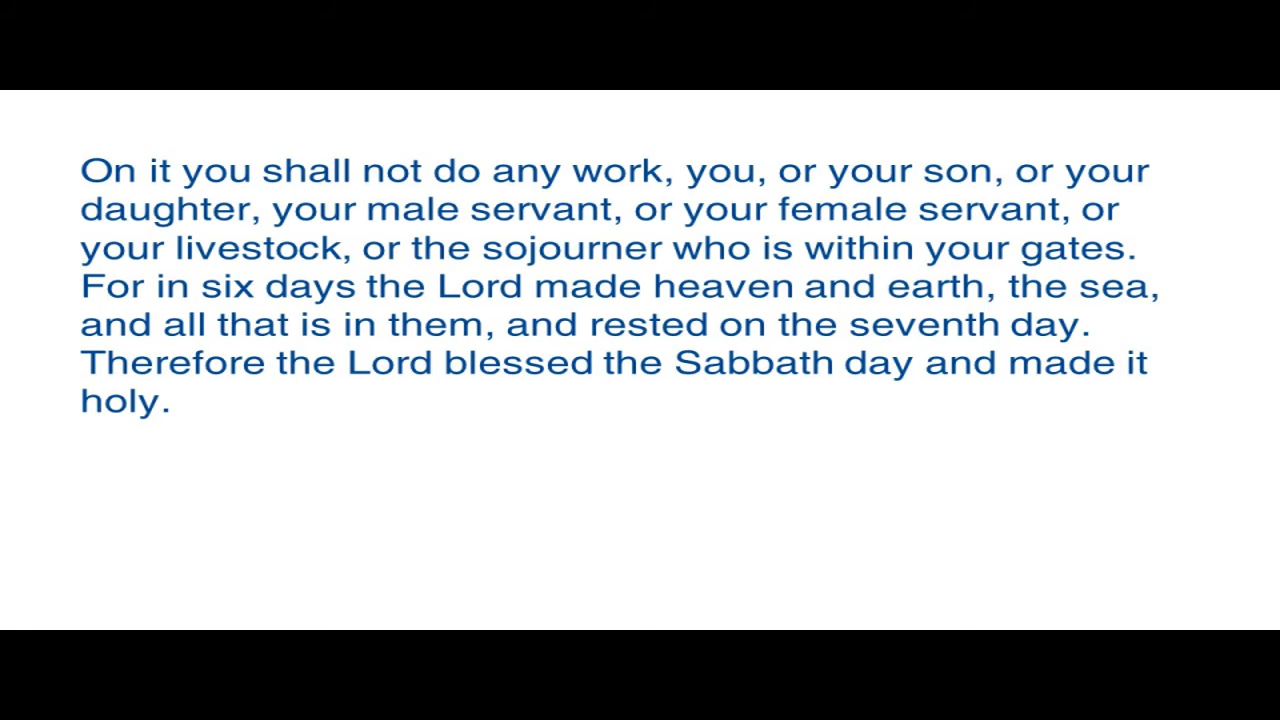 On it you shall not do any work, you, or your son, or your
daughter, your male servant, or your female servant, or
your livestock, or the sojourner who is within your gates.
For in six days the Lord made heaven and earth, the sea,
and all that is in them, and rested on the seventh day.
Therefore the Lord blessed the Sabbath day and made it
holy.